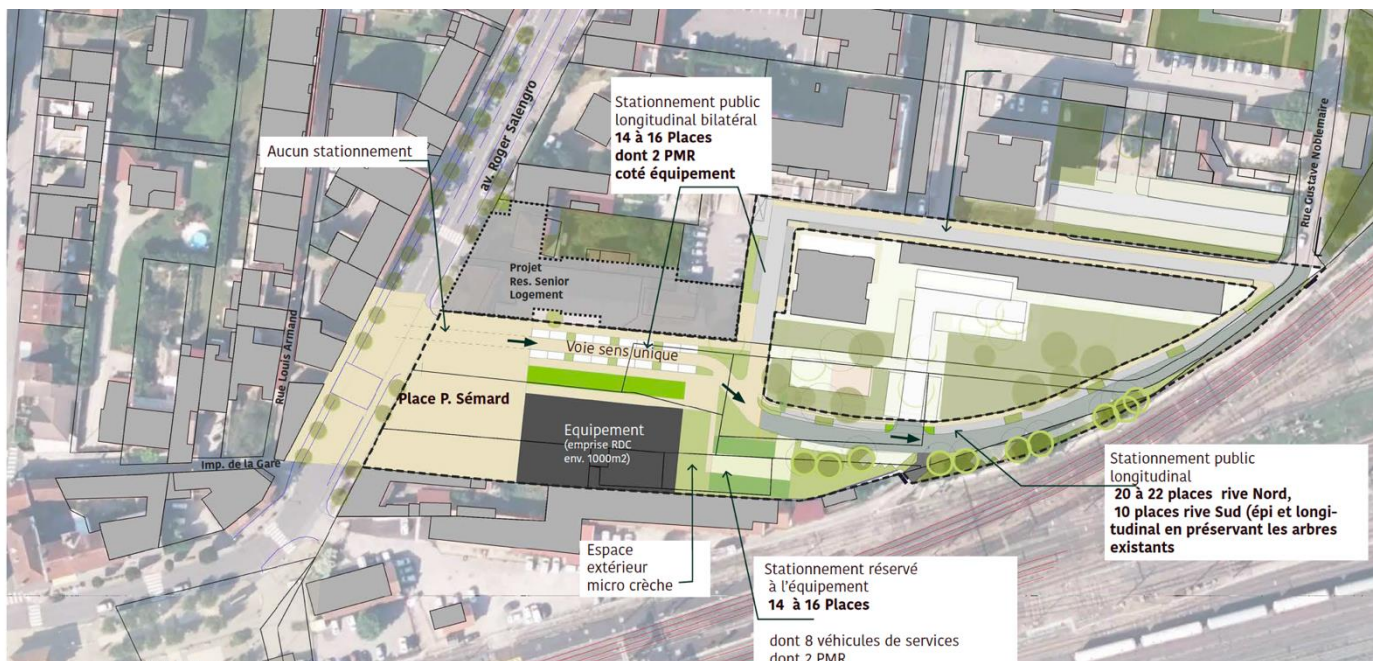 Stationnement public
longitudinal bilatéral
14 à 16 Places
dont 2 PMR
coté équipement
Aucun stationnement
av. Roger Salengro
Rue Gustave Noblemaire
Projet
Res. Senior
Logement
Voie sens unique
Rue Louis Armand
Place P. Sémard
Equipement
(emprise RDC
env. 1000m2)
Imp. de la Gare
Stationnement public
longitudinal
20 à 22 places rive Nord,
10 places rive Sud (épi et longi-
tudinal en préservant les arbres
existants
Espace
extérieur
micro crèche
Stationnement réservé
à l'équipement
14 à 16 Places
dont 8 véhicules de services
dont 2 PMR